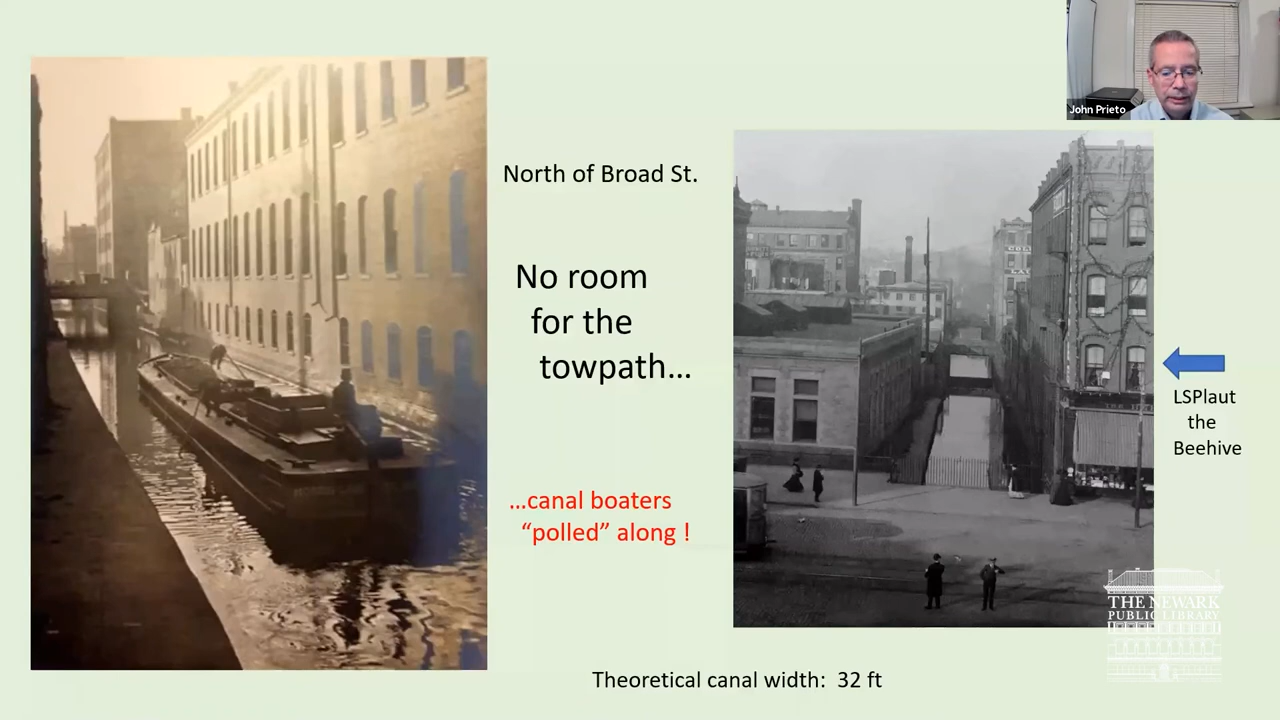 John Prieto
North of Broad St.
No room
for the
towpath...
...canal boaters
“polled” along !
LSPlaut
the
Beehive
THE NEWARK
PUBLIC LIBRARY
Theoretical canal width: 32 ft